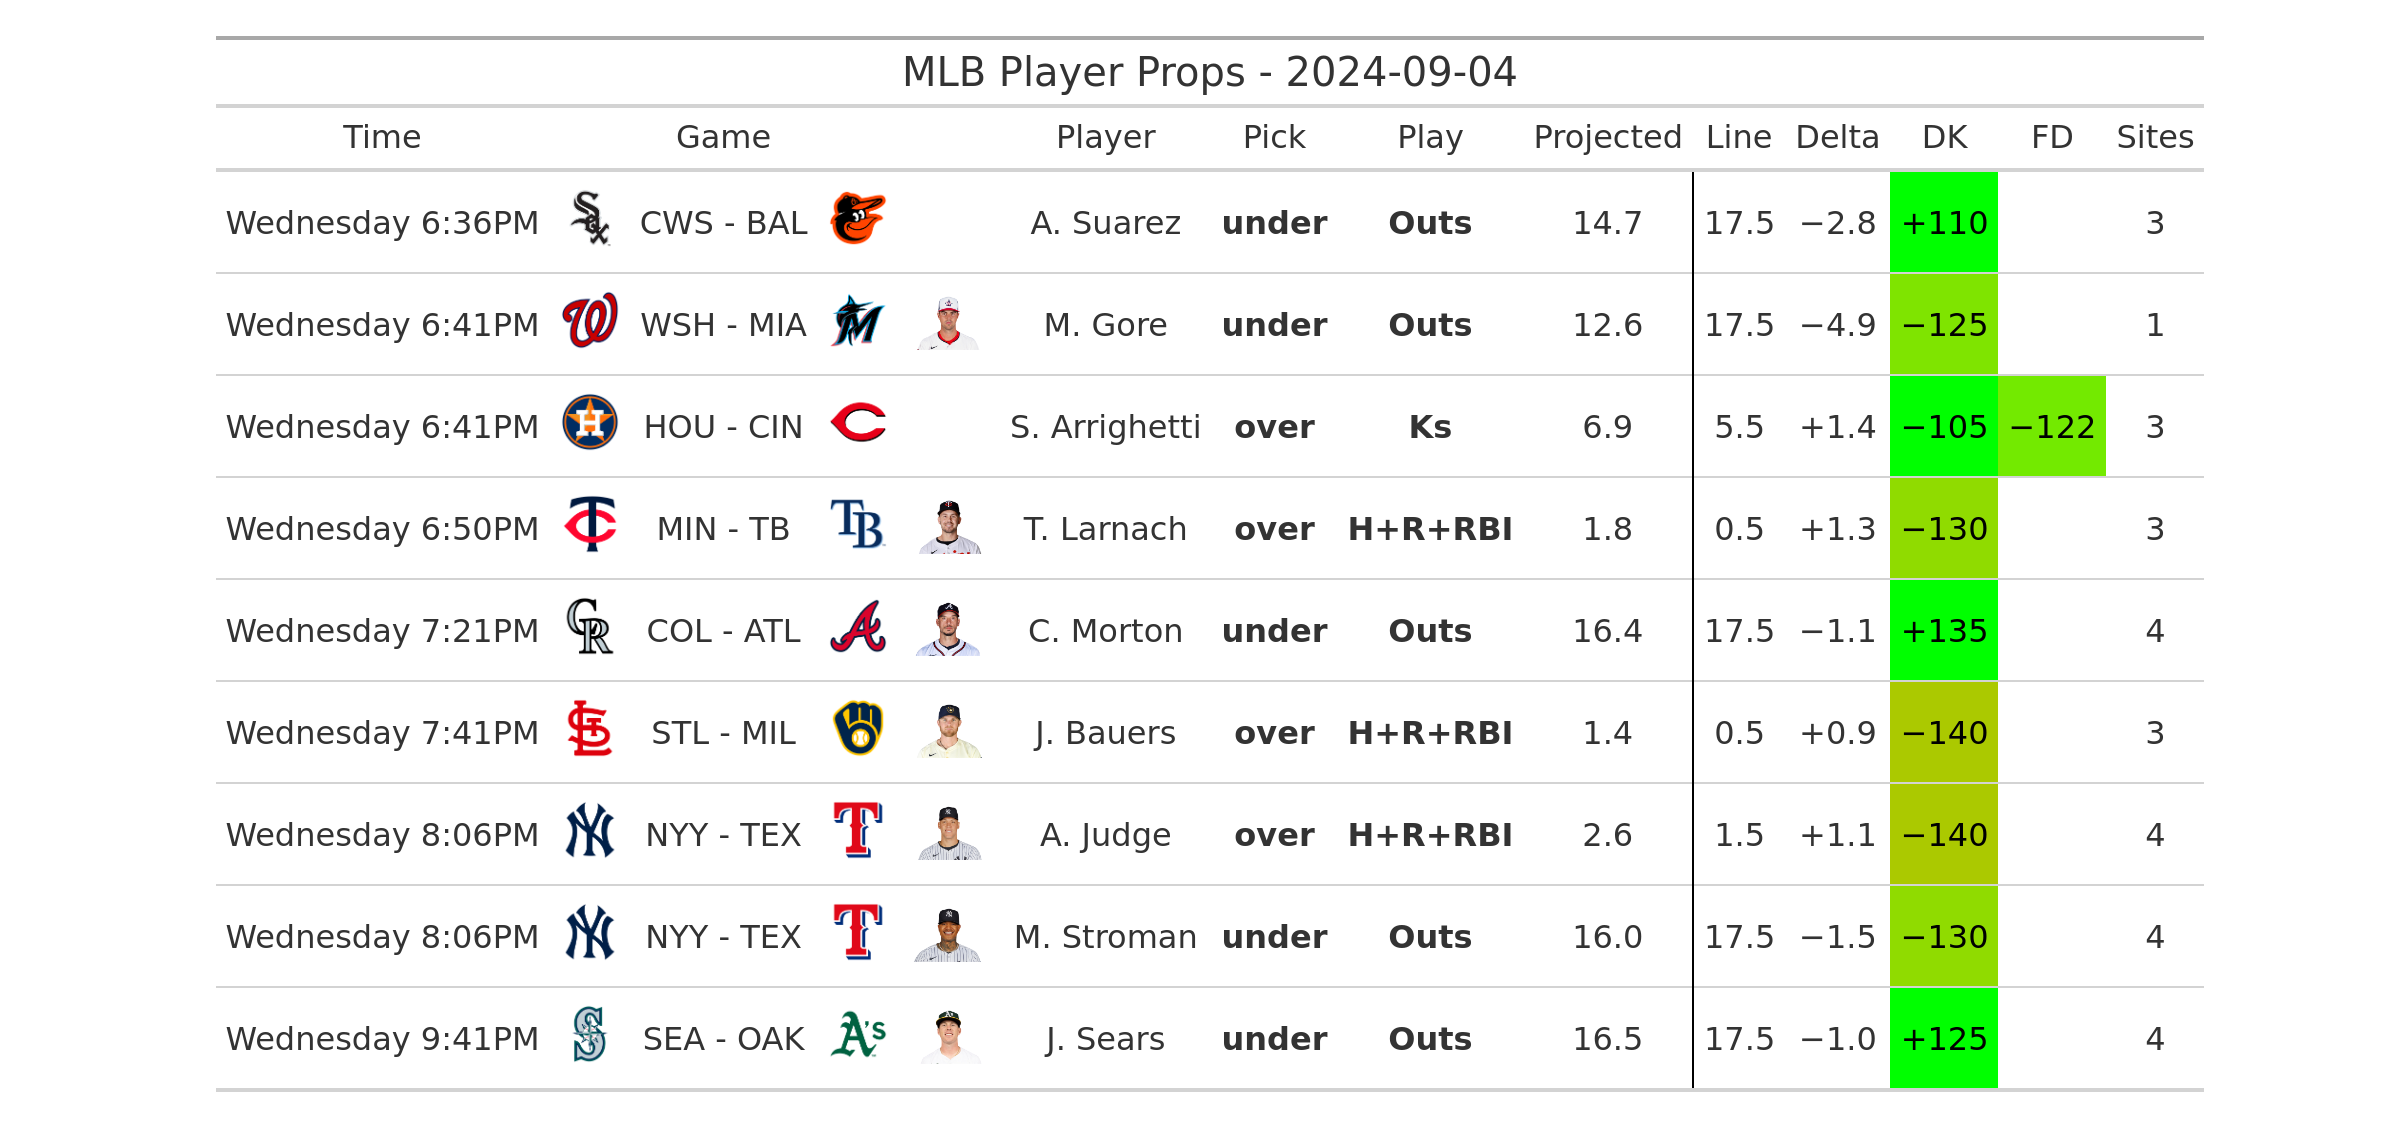 MLB Player Props - 2024-09-04
Time Game Player Pick Play Projected Line Delta DK FD Sites
Wednesday 6:36PM CWS - BAL A. Suarez under Outs 14.7 17.5 −2.8 +110 3
Wednesday 6:41PM WSH - MIA M. Gore under Outs 12.6 17.5 −4.9 −125 1
Wednesday 6:41PM HOU - CIN S. Arrighetti over Ks 6.9 5.5 +1.4 −105 −122 3
Wednesday 6:50PM MIN - TB T. Larnach over H+R+RBI 1.8 0.5 +1.3 −130 3
Wednesday 7:21PM COL - ATL C. Morton under Outs 16.4 17.5 −1.1 +135 4
Wednesday 7:41PM STL - MIL J. Bauers over H+R+RBI 1.4 0.5 +0.9 −140 3
Wednesday 8:06PM NYY - TEX A. Judge over H+R+RBI 2.6 1.5 +1.1 −140 4
Wednesday 8:06PM NYY - TEX M. Stroman under Outs 16.0 17.5 −1.5 −130 4
Wednesday 9:41PM SEA - OAK J. Sears under Outs 16.5 17.5 −1.0 +125 4